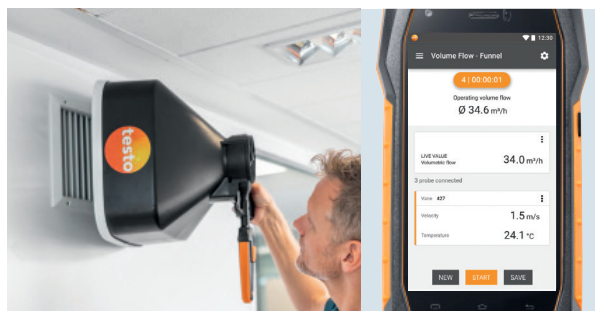 testo
12:30
Volume Flow - Funnel
4 | 00:00:01
Operating volume flow
Ø 34.6 m³/h
LIVE VALUE
Volumetric flow
34.0 m³/h
probe connected
Vane 427
Velocity 1.5 m/s
Temperature 24.1 °C
NEW START SAVE